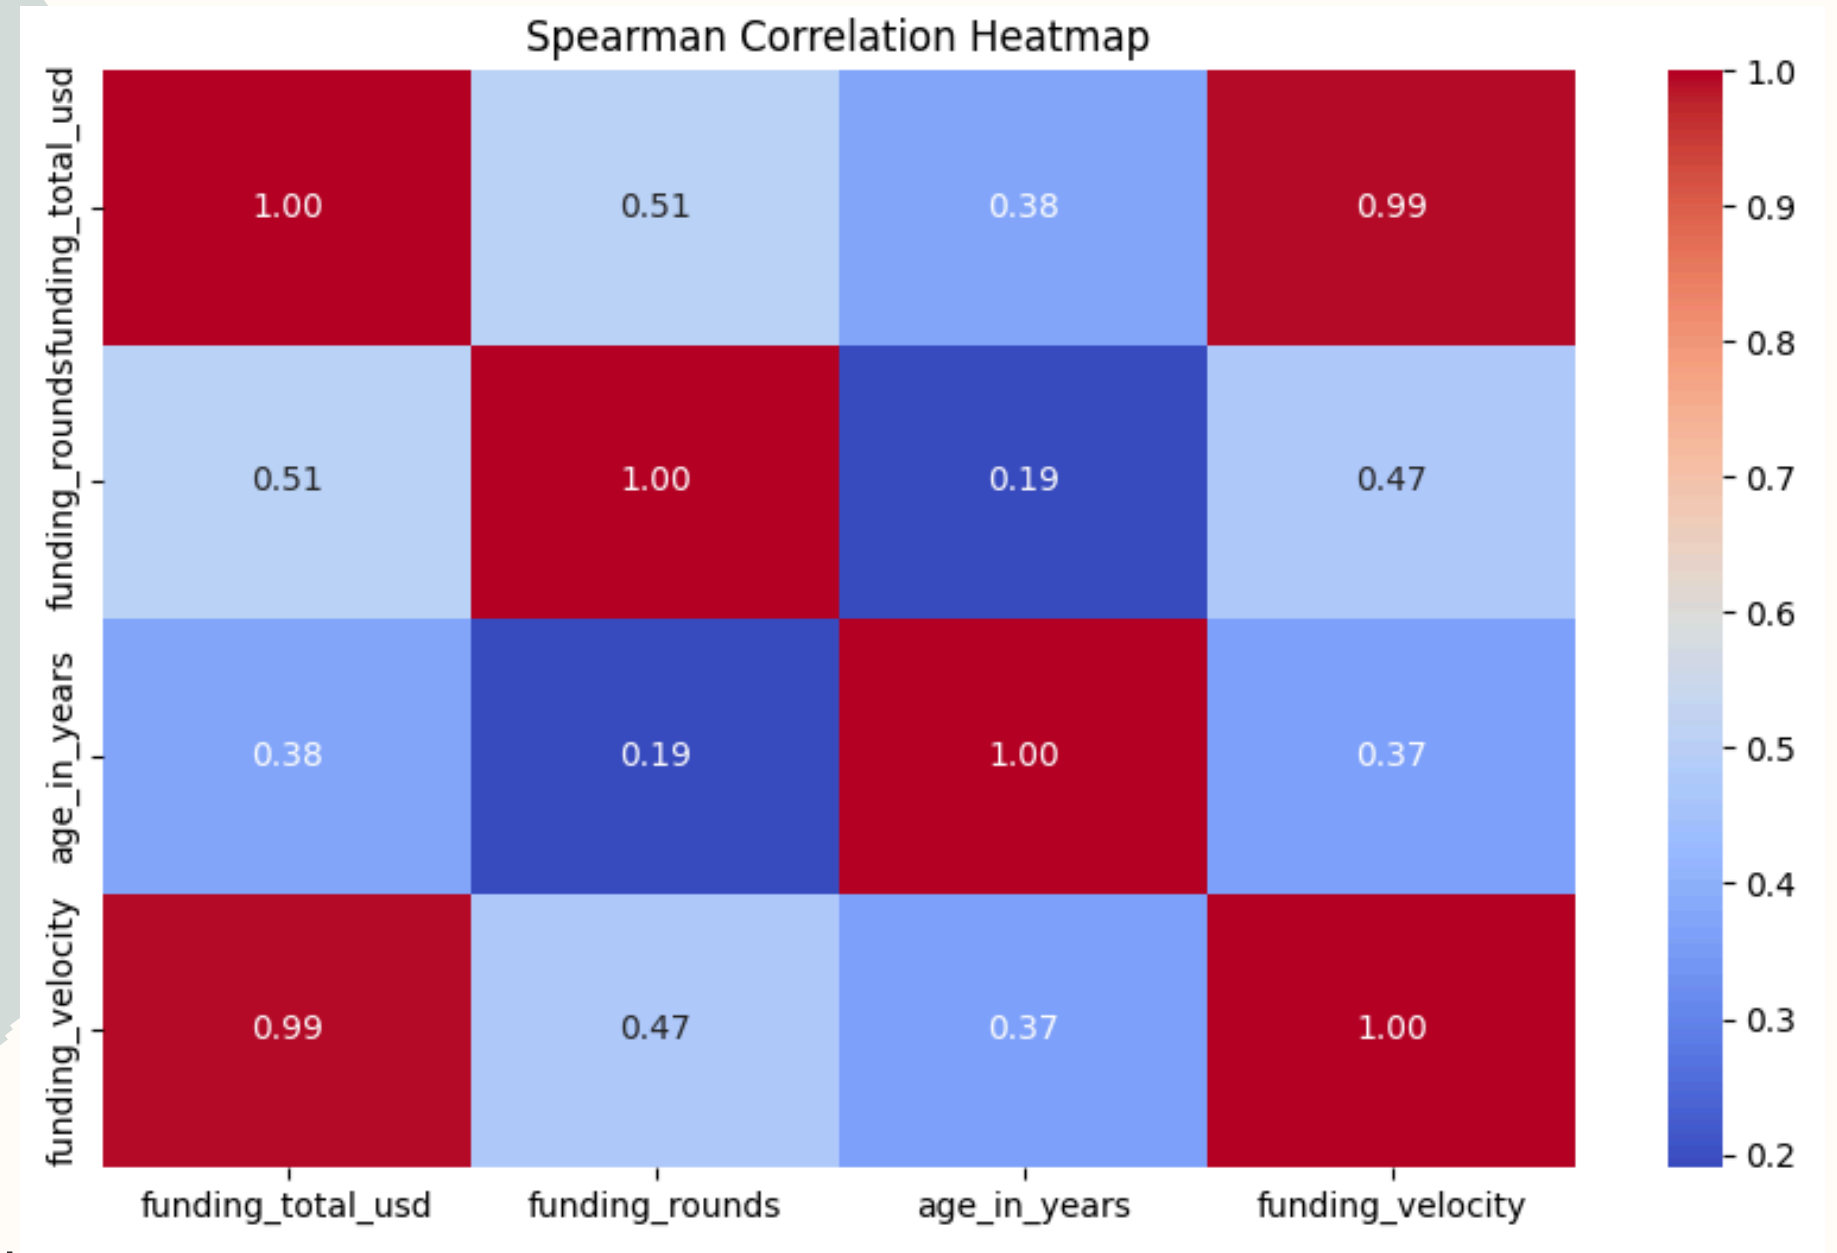 Spearman Correlation Heatmap
funding_total_usd
1.00 0.51 0.38 0.99
funding_rounds
0.51 1.00 0.19 0.47
age_in_years
0.38 0.19 1.00 0.37
funding_velocity
0.99 0.47 0.37 1.00
funding_total_usd funding_rounds age_in_years funding_velocity
1.0
0.9
0.8
0.7
0.6
0.5
0.4
0.3
0.2